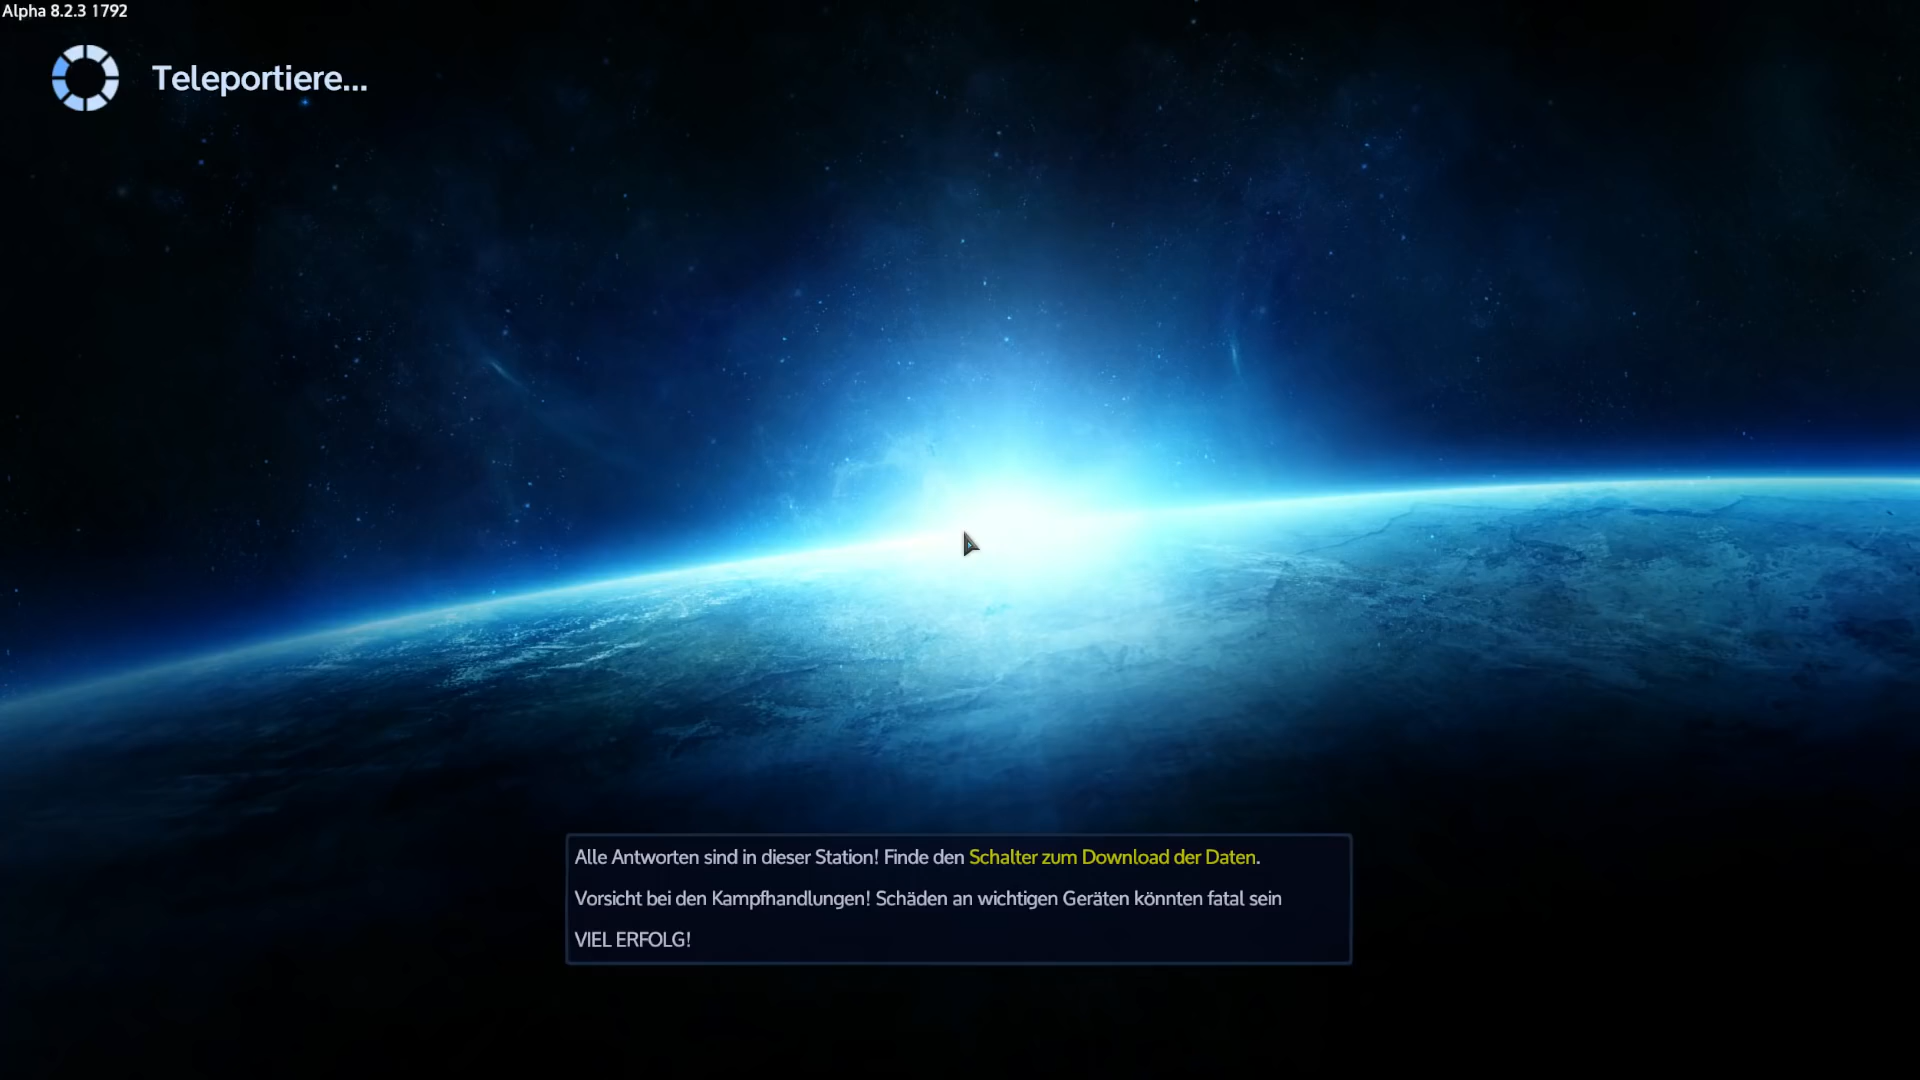 Alpha 8.2.3 1792
Teleportiere...
Alle Antworten sind in dieser Station! Finde den Schalter zum Download der Daten.
Vorsicht bei den Kampfhandlungen! Schäden an wichtigen Geräten könnten fatal sein
VIEL ERFOLG!